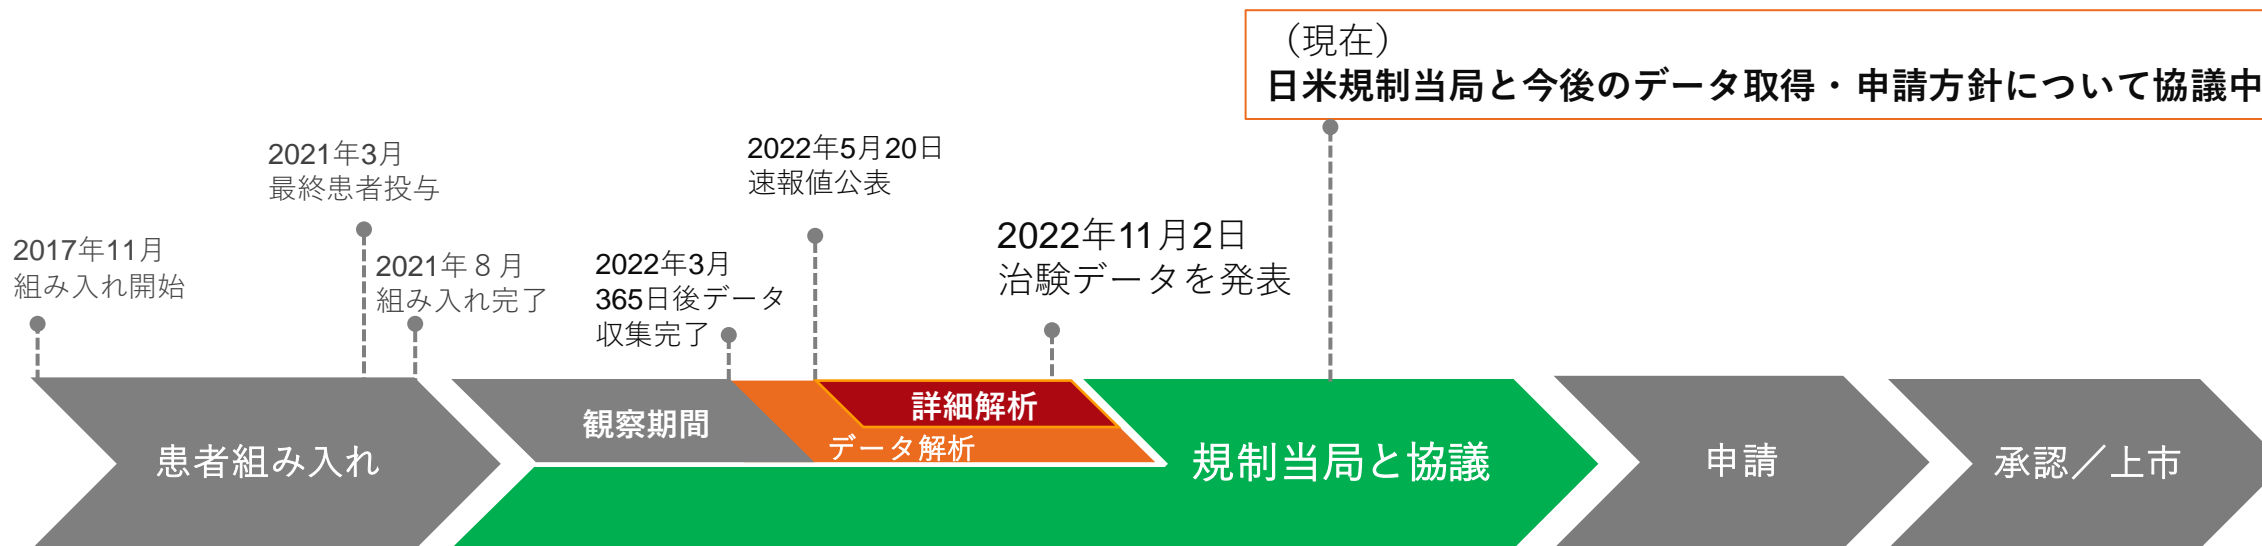 （現在）
日米規制当局と今後のデータ取得・申請方針について協議中
2017年11月
組み入れ開始
2021年3月
最終患者投与
2021年８月
組み入れ完了
2022年3月
365日後データ
収集完了
2022年5月20日
速報値公表
2022年11月2日
治験データを発表
患者組み入れ
観察期間
詳細解析
データ解析
規制当局と協議
申請
承認／上市